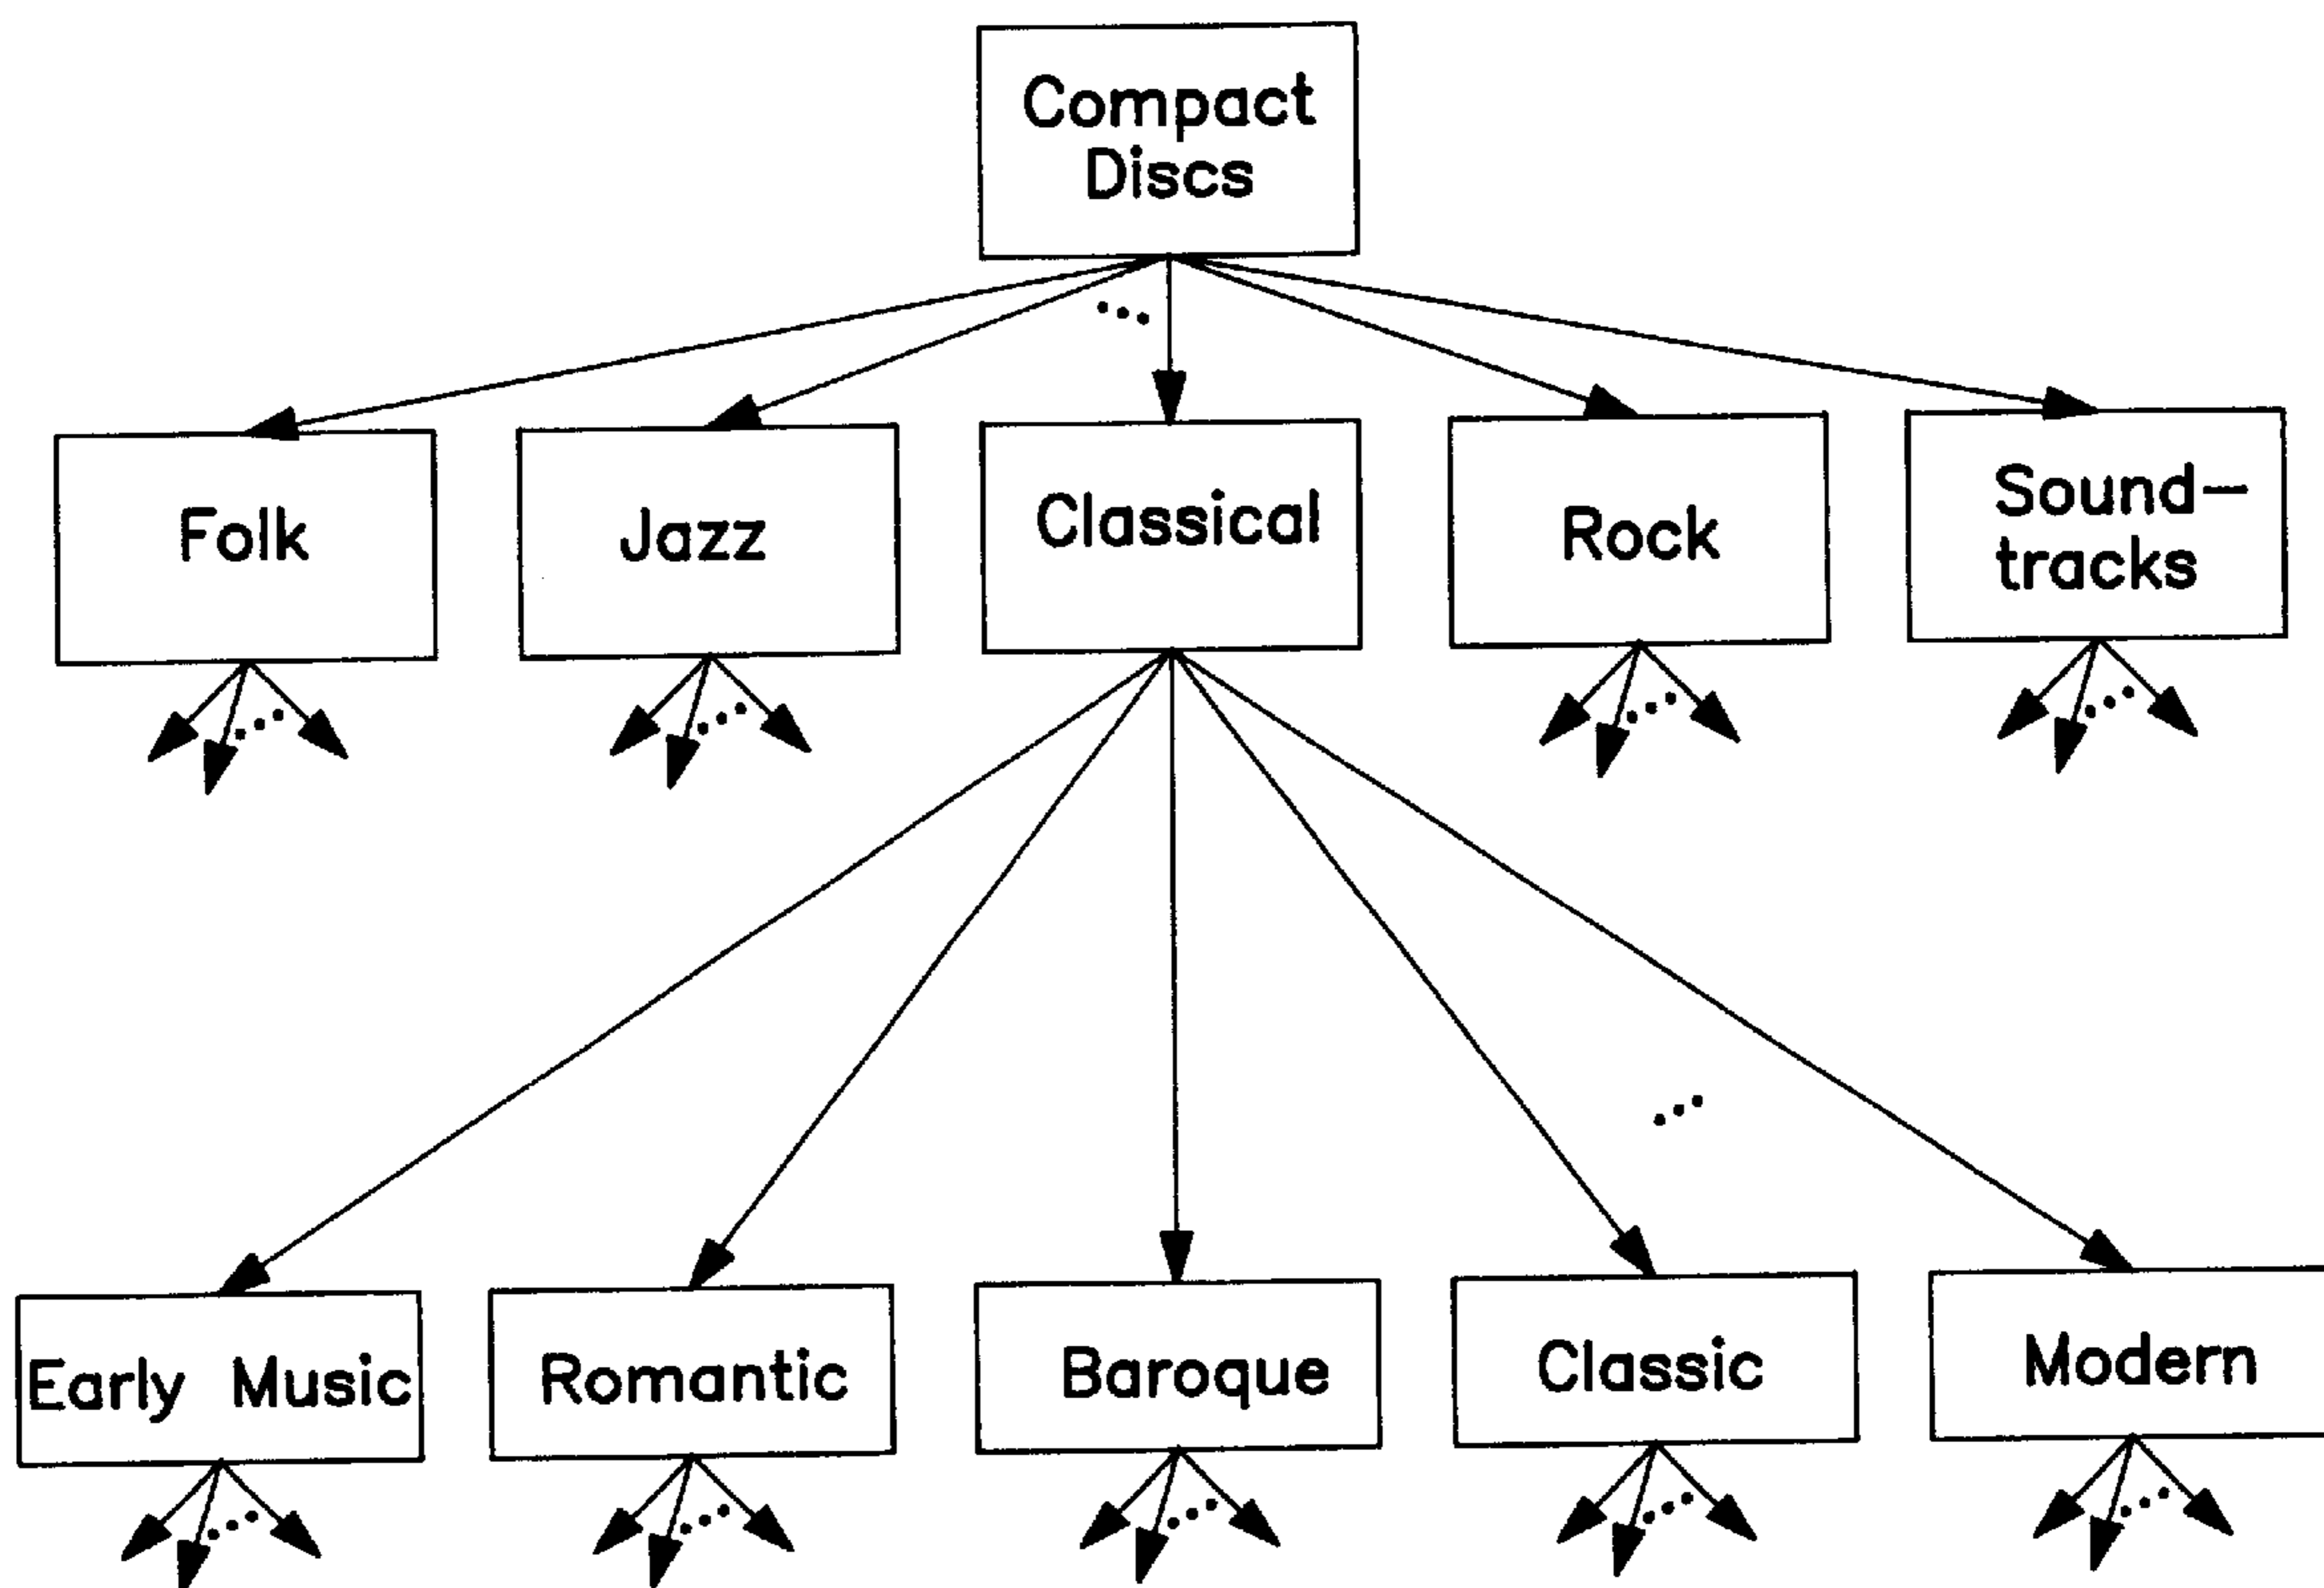 Compact
Discs
Folk
Jazz
Classical
Rock
Sound—
tracks
Early Music
Romantic
Baroque
Classic
Modern